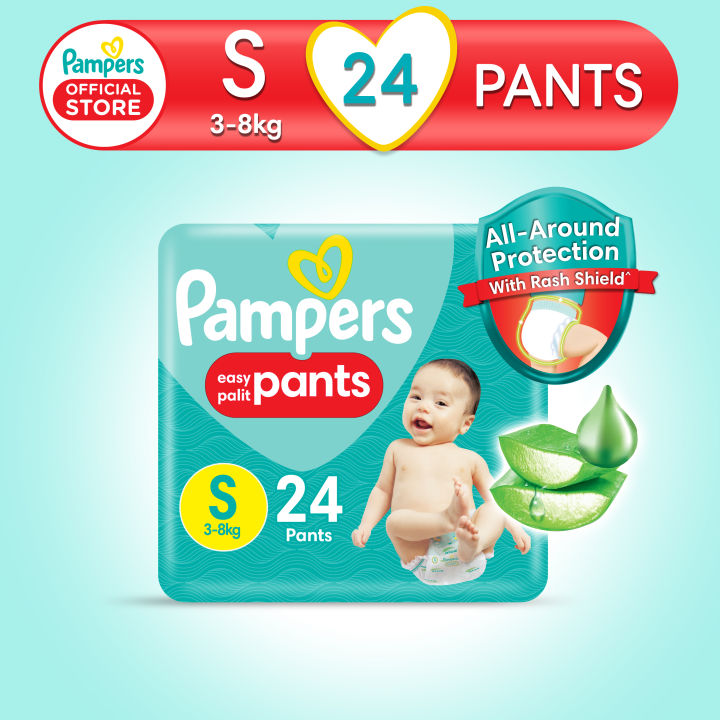 Pampers
OFFICIAL
STORE
S
3-8kg
24
PANTS
All-Around
Protection
With Rash Shield^
Pampers
easy
palit
pants
S
3-8kg
24
Pants